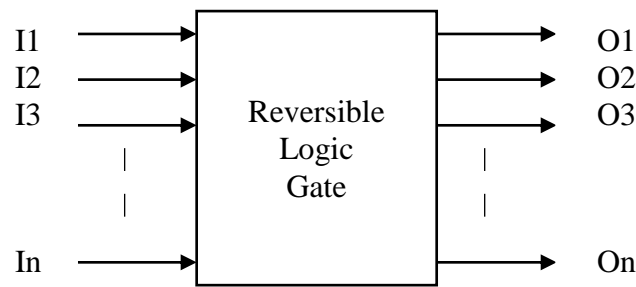 I1 O1
I2 O2
I3 O3
Reversible
Logic
Gate
In On